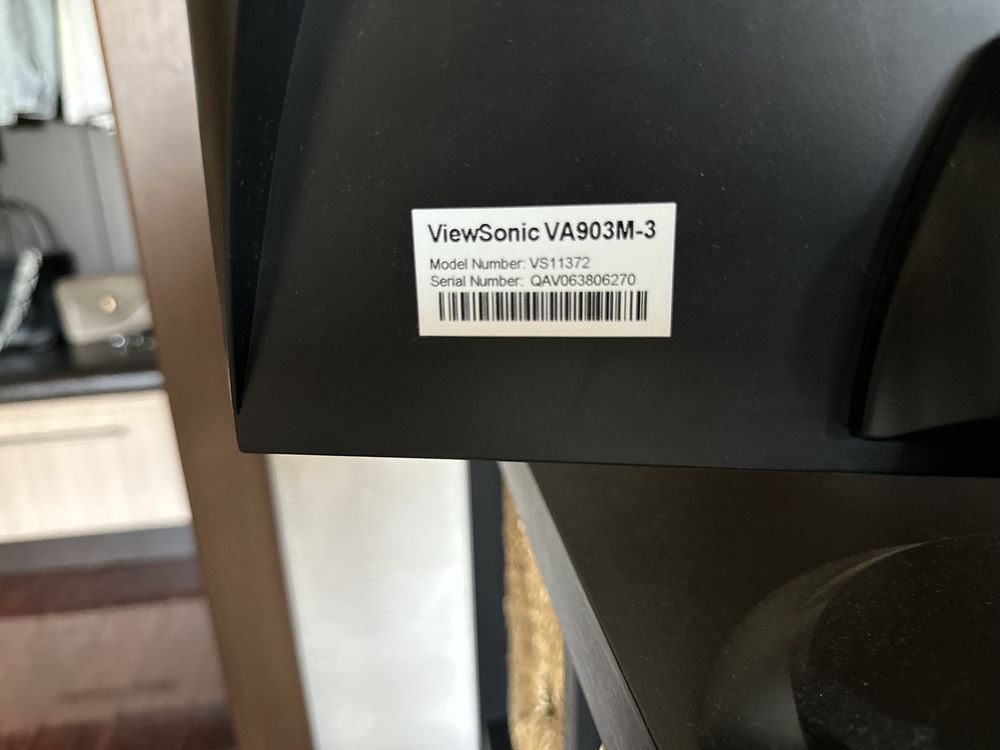 ViewSonic VA903M-3
Model Number: VS11372
Serial Number: QAV063806270